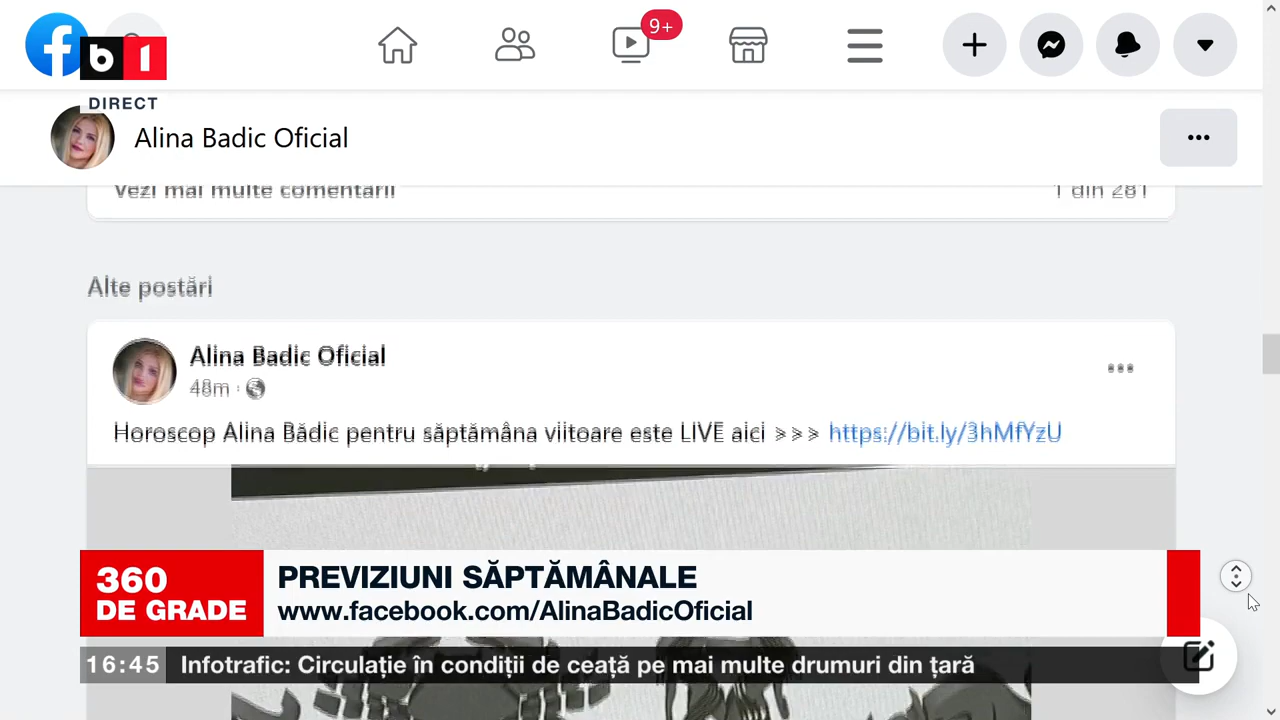 9+
b1
DIRECT
Alina Badic Oficial
Vezi mai multe comentarii
1 din 281
Alte postări
Alina Badic Oficial
48m ·
Horoscop Alina Bădic pentru săptămâna viitoare este LIVE aici >>> https://bit.ly/3hMfYzU
360 DE GRADE
PREVIZIUNI SĂPTĂMÂNALE
www.facebook.com/AlinaBadicOficial
16:45 Infotrafic: Circulație în condiții de ceață pe mai multe drumuri din țară